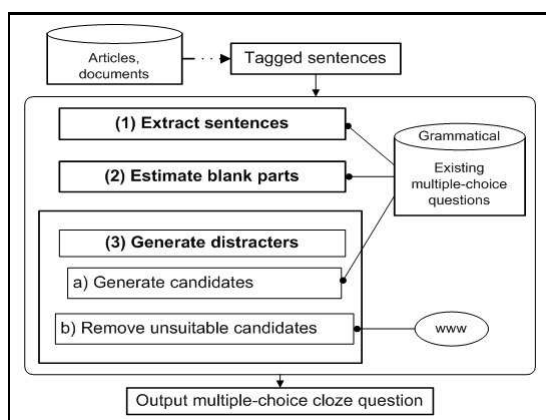 Articles,
documents
Tagged sentences
(1) Extract sentences
(2) Estimate blank parts
(3) Generate distracters
a) Generate candidates
b) Remove unsuitable candidates
Grammatical
Existing
multiple-choice
questions
www
Output multiple-choice cloze question